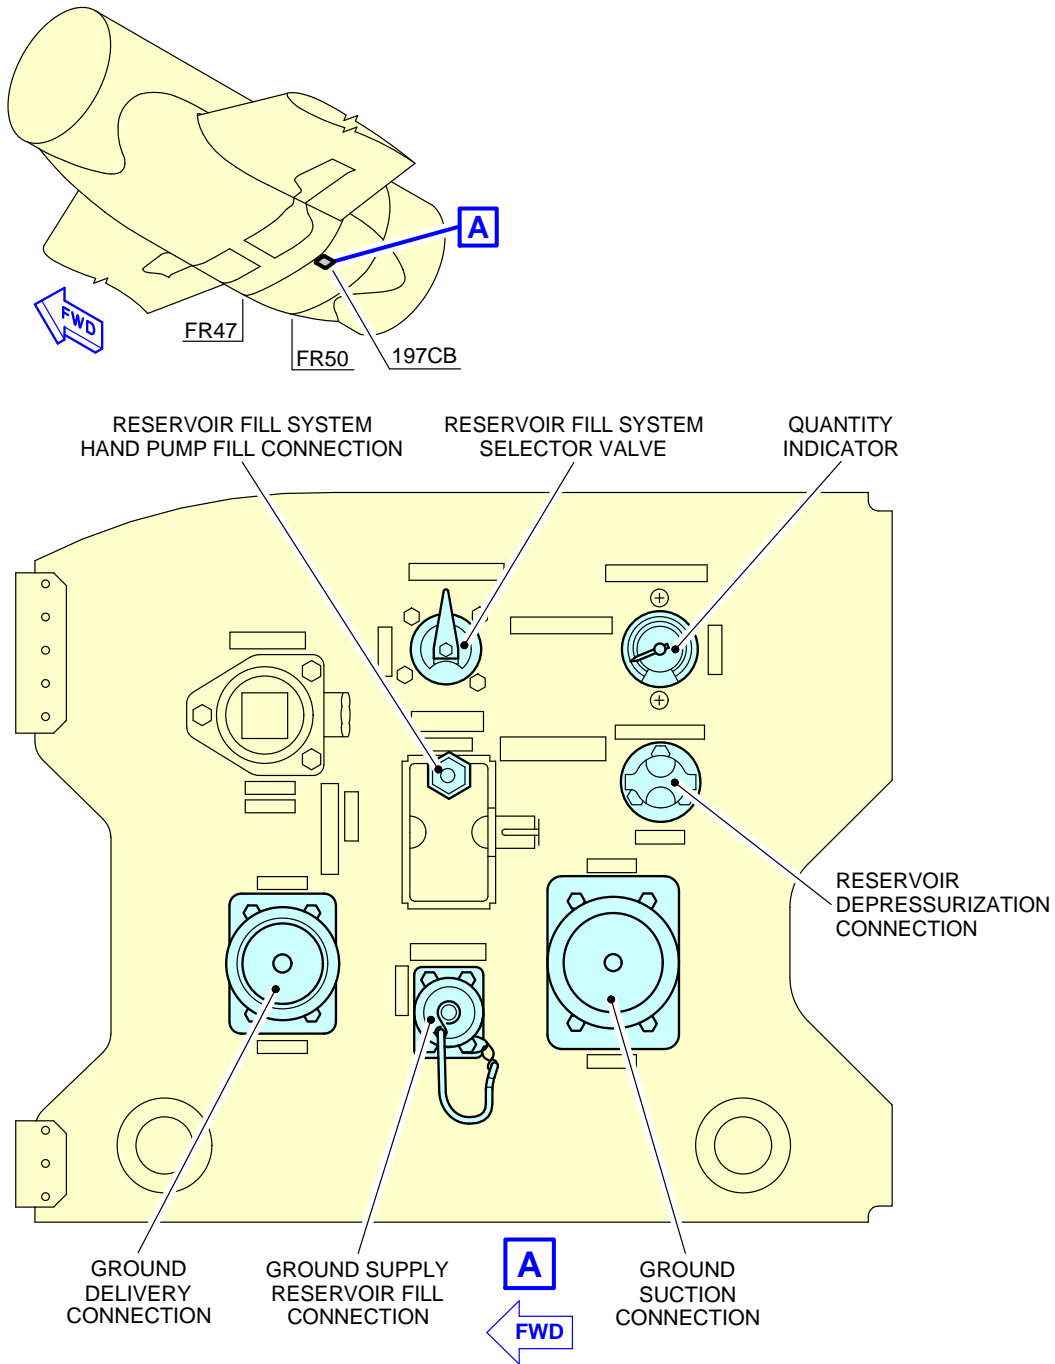 A
FWD
FR47
FR50
197CB
RESERVOIR FILL SYSTEM
HAND PUMP FILL CONNECTION
RESERVOIR FILL SYSTEM
SELECTOR VALVE
QUANTITY
INDICATOR
RESERVOIR
DEPRESSURIZATION
CONNECTION
GROUND
DELIVERY
CONNECTION
GROUND SUPPLY
RESERVOIR FILL
CONNECTION
GROUND
SUCTION
CONNECTION
A
FWD